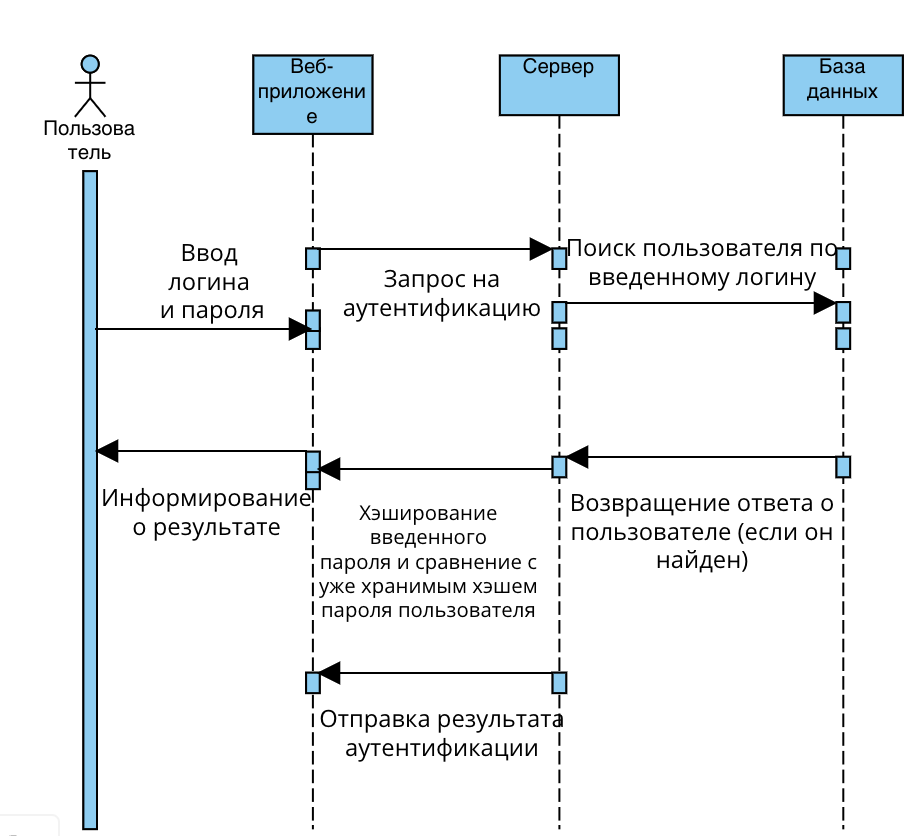 Веб-
приложени
е
Сервер
База
данных
Пользова
тель
Ввод
логина
и пароля
Запрос на
аутентификацию
Поиск пользователя по
введенному логину
Информирование
о результате
Хэширование
введенного
пароля и сравнение с
уже хранимым хэшем
пароля пользователя
Возвращение ответа о
пользователе (если он
найден)
Отправка результата
аутентификации